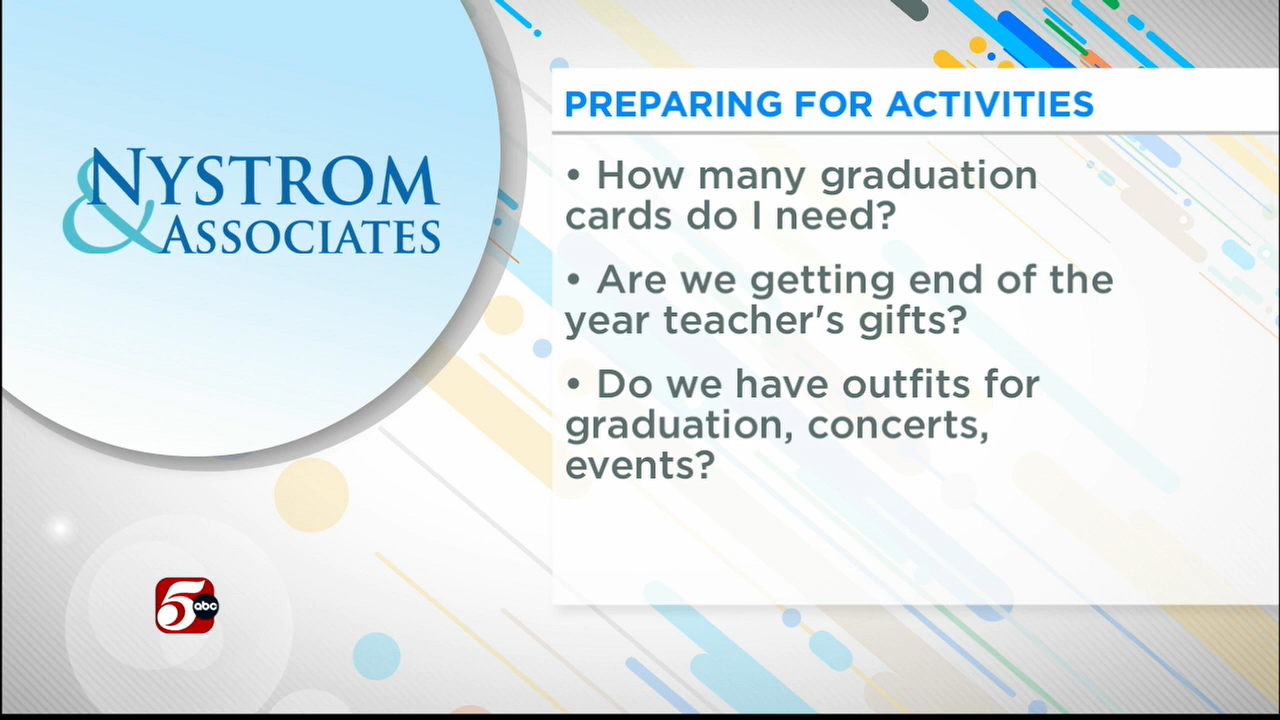 NYSTROM
& ASSOCIATES
PREPARING FOR ACTIVITIES
• How many graduation
cards do I need?
• Are we getting end of the
year teacher's gifts?
• Do we have outfits for
graduation, concerts,
events?
5 abc